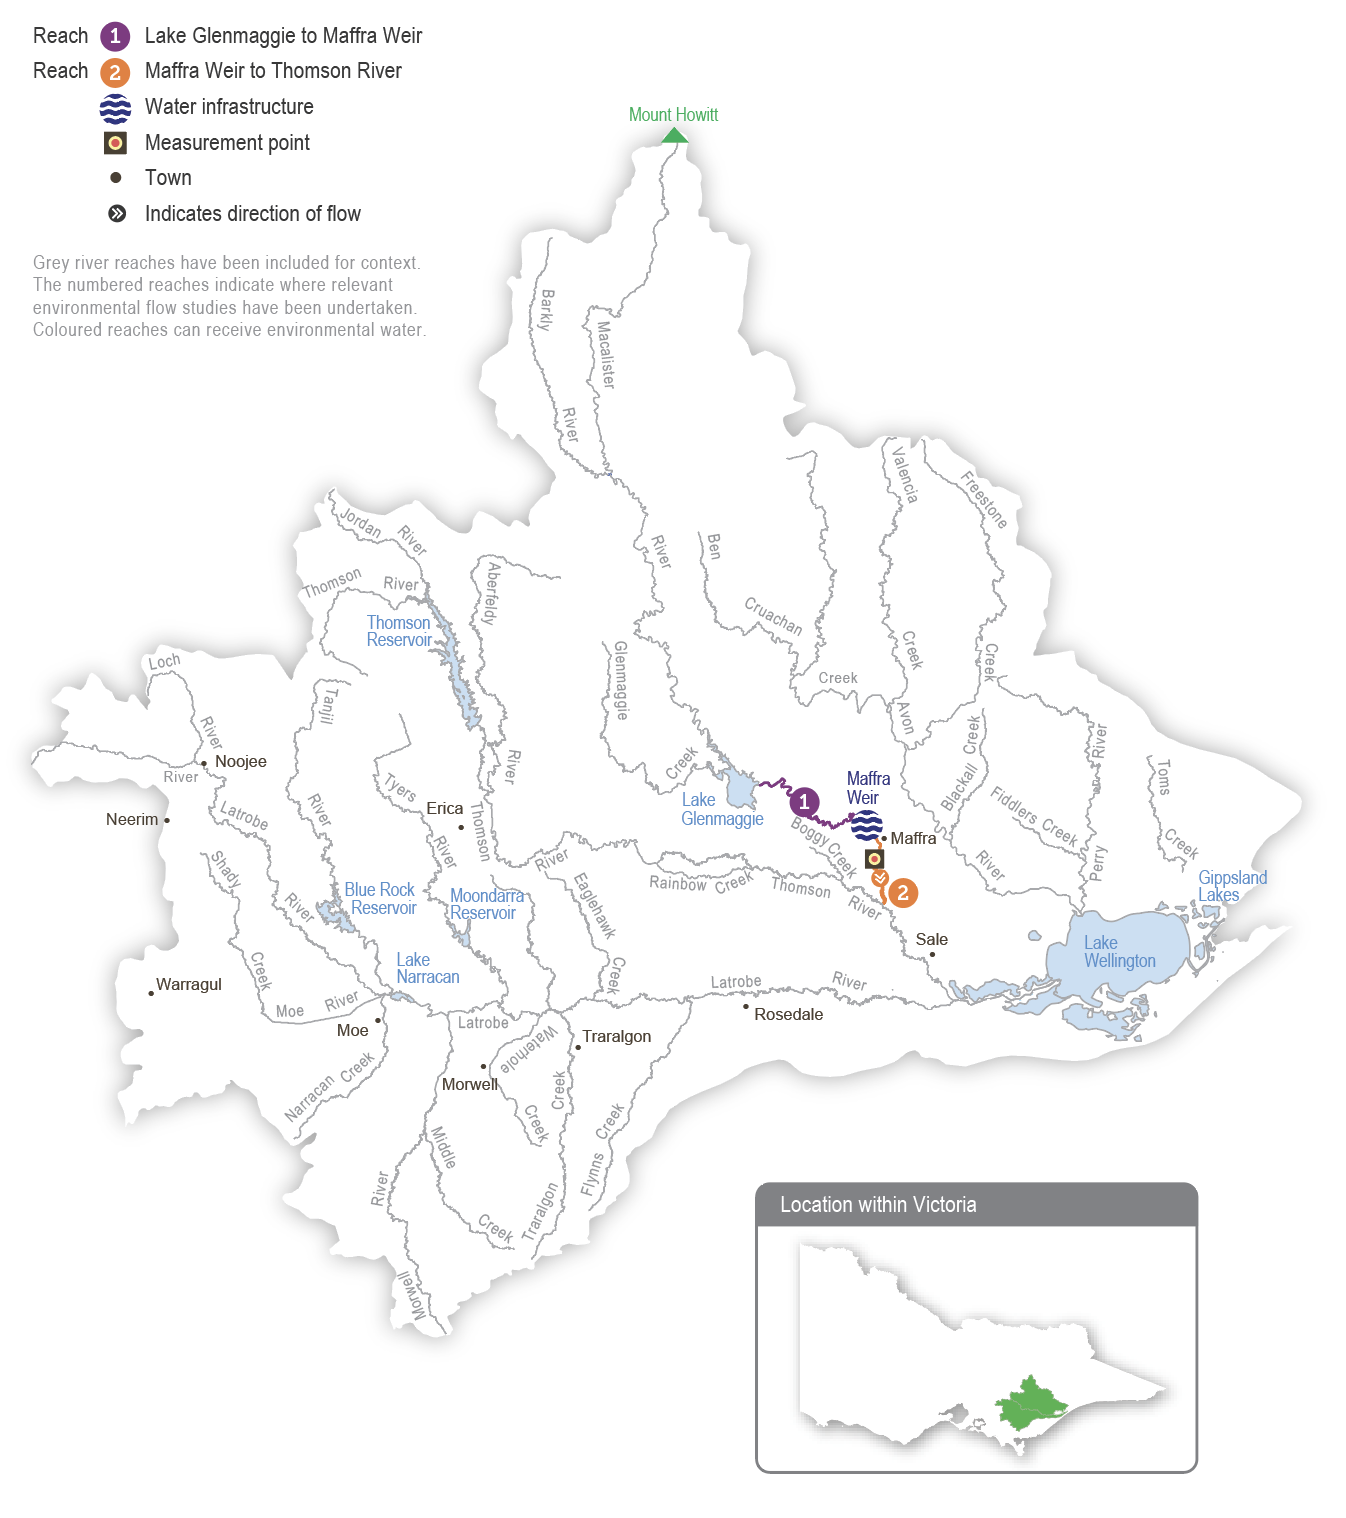 Reach 1 Lake Glenmaggie to Maffra Weir
Reach 2 Maffra Weir to Thomson River
Water infrastructure
Measurement point
Town
Indicates direction of flow
Grey river reaches have been included for context.
The numbered reaches indicate where relevant
environmental flow studies have been undertaken.
Coloured reaches can receive environmental water.
Mount Howitt
Barkly
River
Macalister
River
Valencia
Creek
Freestone
Creek
Ben
Cruachan
Creek
Jordan
River
Thomson
River
Aberfeldy
River
Thomson
Reservoir
Glenmaggie
Creek
Loch
River
Tanjil
River
Avon
River
Blackall
Creek
Perry
River
Toms
Creek
Fiddlers
Creek
Noojee
River
Latrobe
River
Neerim
Tyers
River
Erica
Thomson
River
Lake
Glenmaggie
1
Maffra
Weir
Maffra
Boggy
Creek
2
Shady
Creek
Blue Rock
Reservoir
Moondarra
Reservoir
Eaglehawk
Creek
Rainbow
Creek
Thomson
River
Gippsland
Lakes
Sale
Lake
Wellington
Lake
Narracan
Warragul
Moe
River
Moe
Latrobe
River
Latrobe
Rosedale
Traralgon
Waterhole
Creek
Morwell
Narracan
Creek
Middle
Creek
Traralgon
Creek
Flynns
Creek
River
Morwell
Location within Victoria